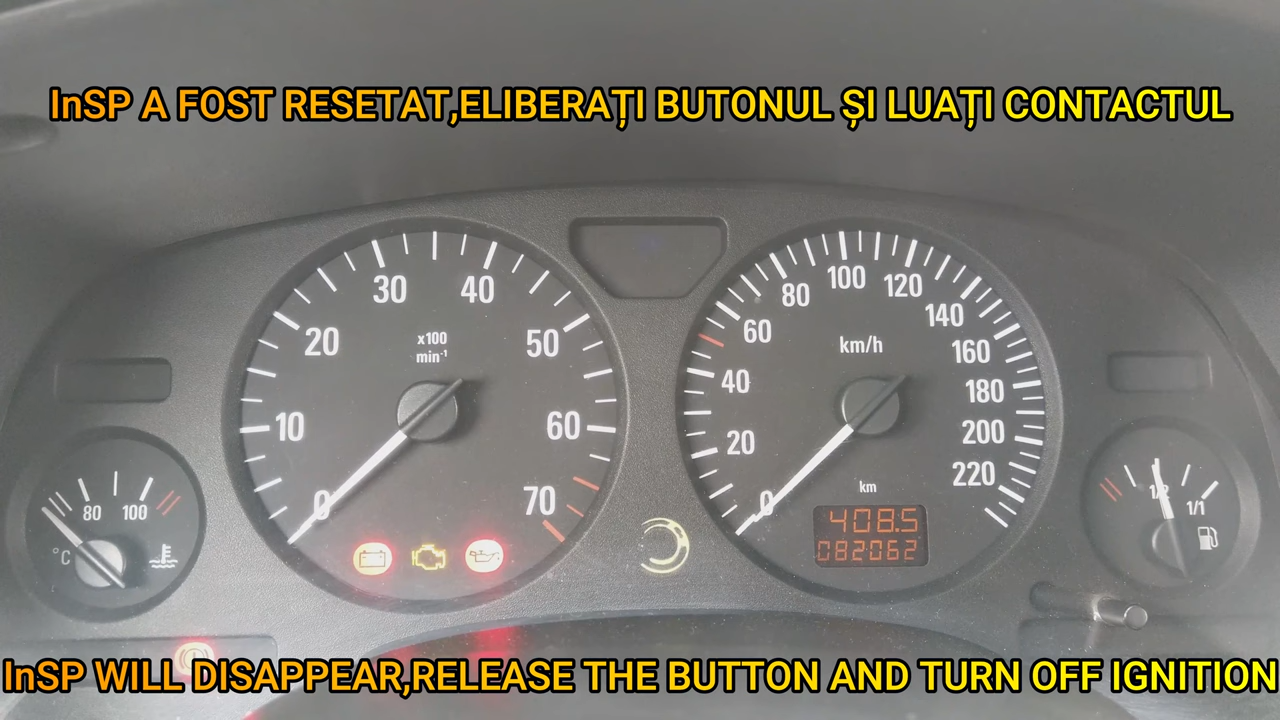 InSP A FOST RESETAT,ELIBERAȚI BUTONUL ȘI LUAȚI CONTACTUL
30 40
20 50
x100
min-1
10 60
0 70
100
80 120
60 140
km/h
40 160
180
20 200
220
km
0
408.5
082062
80 100
°C
1/2
1/1
InSP WILL DISAPPEAR,RELEASE THE BUTTON AND TURN OFF IGNITION